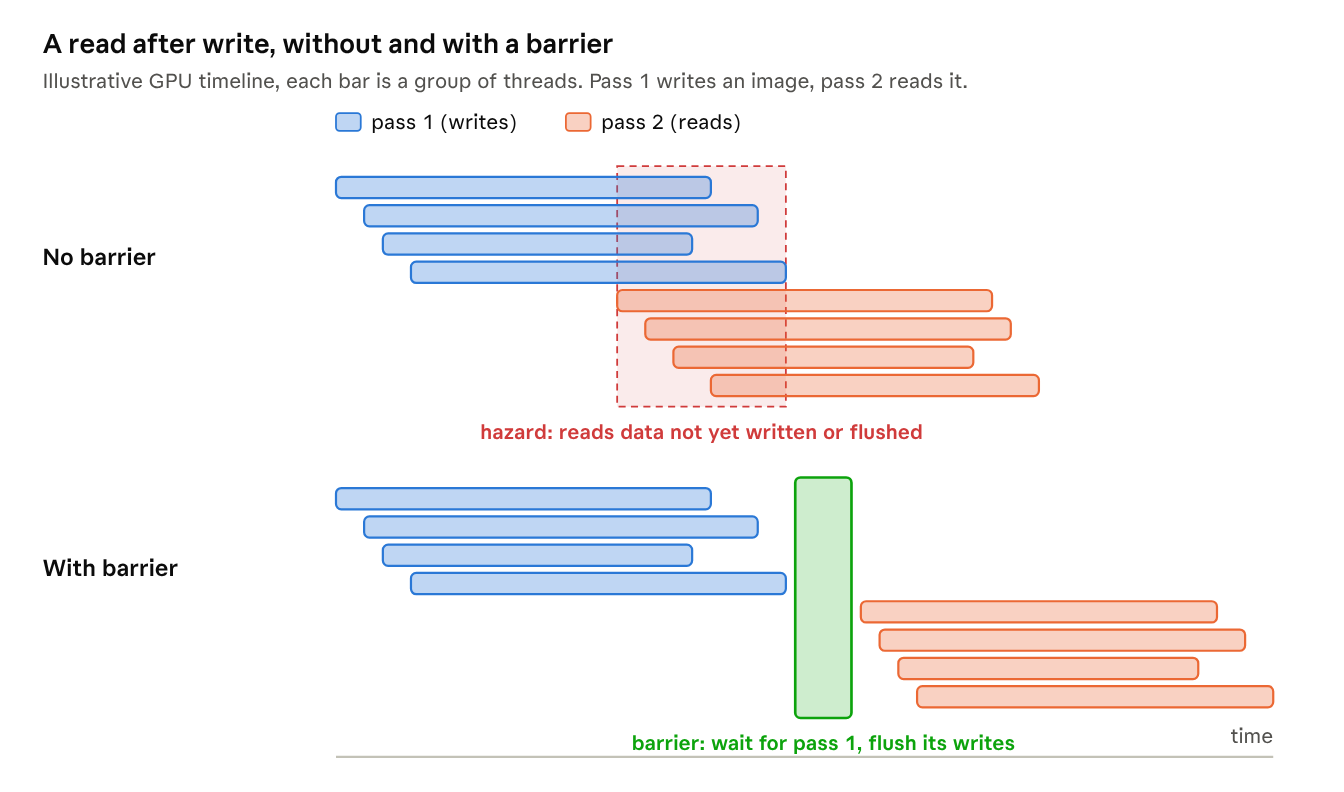 A read after write, without and with a barrier
Illustrative GPU timeline, each bar is a group of threads. Pass 1 writes an image, pass 2 reads it.
pass 1 (writes)
pass 2 (reads)
No barrier
hazard: reads data not yet written or flushed
With barrier
time
barrier: wait for pass 1, flush its writes